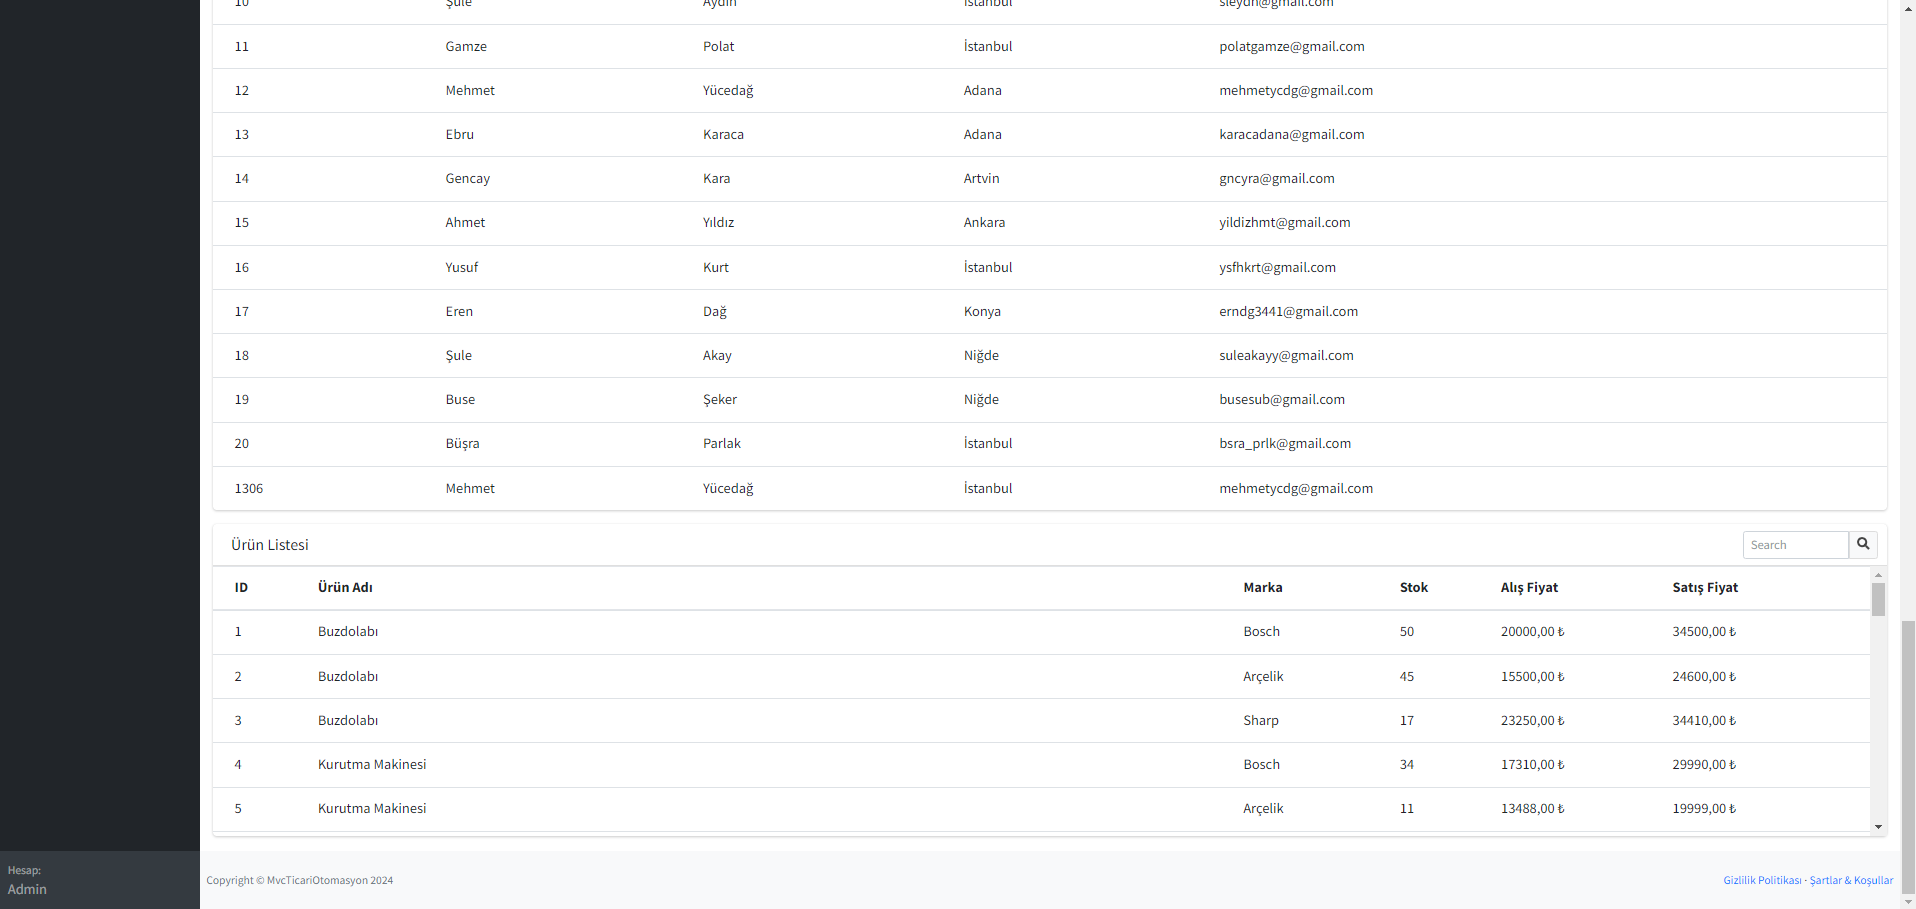 10 Şule Aydın İstanbul sleydn@gmail.com
11 Gamze Polat İstanbul polatgamze@gmail.com
12 Mehmet Yücedağ Adana mehmetycdg@gmail.com
13 Ebru Karaca Adana karacadana@gmail.com
14 Gencay Kara Artvin gncyra@gmail.com
15 Ahmet Yıldız Ankara yildizhmt@gmail.com
16 Yusuf Kurt İstanbul ysfhkrt@gmail.com
17 Eren Dağ Konya erndg3441@gmail.com
18 Şule Akay Niğde suleakayy@gmail.com
19 Buse Şeker Niğde busesub@gmail.com
20 Büşra Parlak İstanbul bsra_prlk@gmail.com
1306 Mehmet Yücedağ İstanbul mehmetycdg@gmail.com
Ürün Listesi Search
ID Ürün Adı Marka Stok Alış Fiyat Satış Fiyat
1 Buzdolabı Bosch 50 20000,00 ₺ 34500,00 ₺
2 Buzdolabı Arçelik 45 15500,00 ₺ 24600,00 ₺
3 Buzdolabı Sharp 17 23250,00 ₺ 34410,00 ₺
4 Kurutma Makinesi Bosch 34 17310,00 ₺ 29990,00 ₺
5 Kurutma Makinesi Arçelik 11 13488,00 ₺ 19999,00 ₺
Hesap:
Admin
Copyright © MvcTicariOtomasyon 2024
Gizlilik Politikası · Şartlar & Koşullar